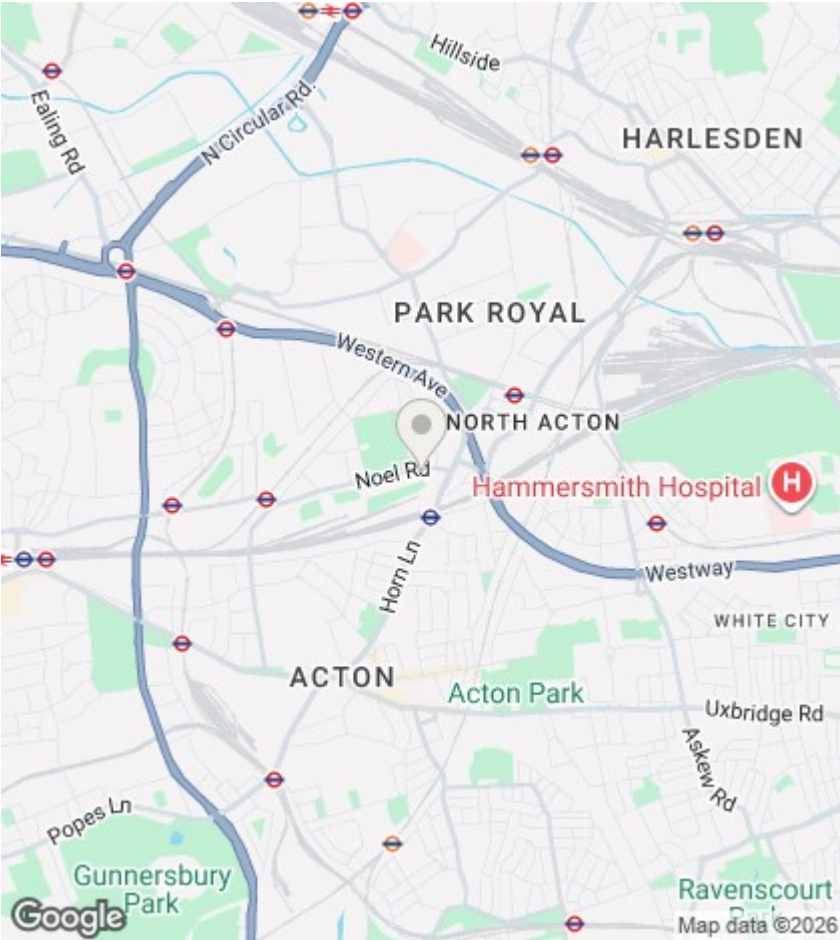 Hillside
Ealing Rd
N Circular Rd.
HARLESDEN
PARK ROYAL
Western Ave
NORTH ACTON
Noel Rd
Hammersmith Hospital
H
Horn Ln
Westway
WHITE CITY
ACTON
Acton Park
Uxbridge Rd
Askew Rd
Popes Ln
Gunnersbury
Park
Ravenscourt
Park
Google
Map data ©2026